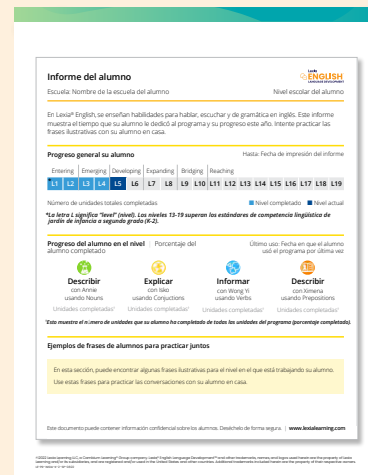 Informe del alumno
Lexia
ENGLISH
LANGUAGE DEVELOPMENT
Escuela: Nombre de la escuela del alumno
Nivel escolar del alumno
En Lexia® English, se enseñan habilidades para hablar, escuchar y de gramática en inglés. Este informe
muestra el tiempo que su alumno le dedicó al programa y su progreso este año. Intente practicar las
frases ilustrativas con su alumno en casa.
Progreso general su alumno
Hasta: Fecha de impresión del informe
Entering Emerging Developing Expanding Bridging Reaching
*L1 L2 L3 L4 L5 L6 L7 L8 L9 L10 L11 L12 L13 L14 L15 L16 L17 L18 L19
Número de unidades totales completadas
Nivel completado Nivel actual
*La letra L significa "level" (nivel). Los niveles 13-19 superan los estándares de competencia lingüística de
jardín de infancia a segundo grado (K-2).
Progreso del alumno en el nivel | Porcentaje del
alumno completado
Último uso: Fecha en que el alumno
usó el programa por última vez
Describir Explicar Informar Describir
con Annie con Isko con Wong Yi con Ximena
usando Nouns usando Conjuctions usando Verbs usando Prepositions
Unidades completadas† Unidades completadas† Unidades completadas† Unidades completadas†
†Esto muestra el número de unidades que su alumno ha completado de todas las unidades del programa (porcentaje completado).
Ejemplos de frases de alumnos para practicar juntos
En esta sección, puede encontrar algunas frases ilustrativas para el nivel en el que está trabajando su alumno.
Use estas frases para practicar las conversaciones con su alumno en casa.
Este documento puede contener información confidencial sobre los alumnos. Deséchelo de forma segura. | www.lexialearning.com